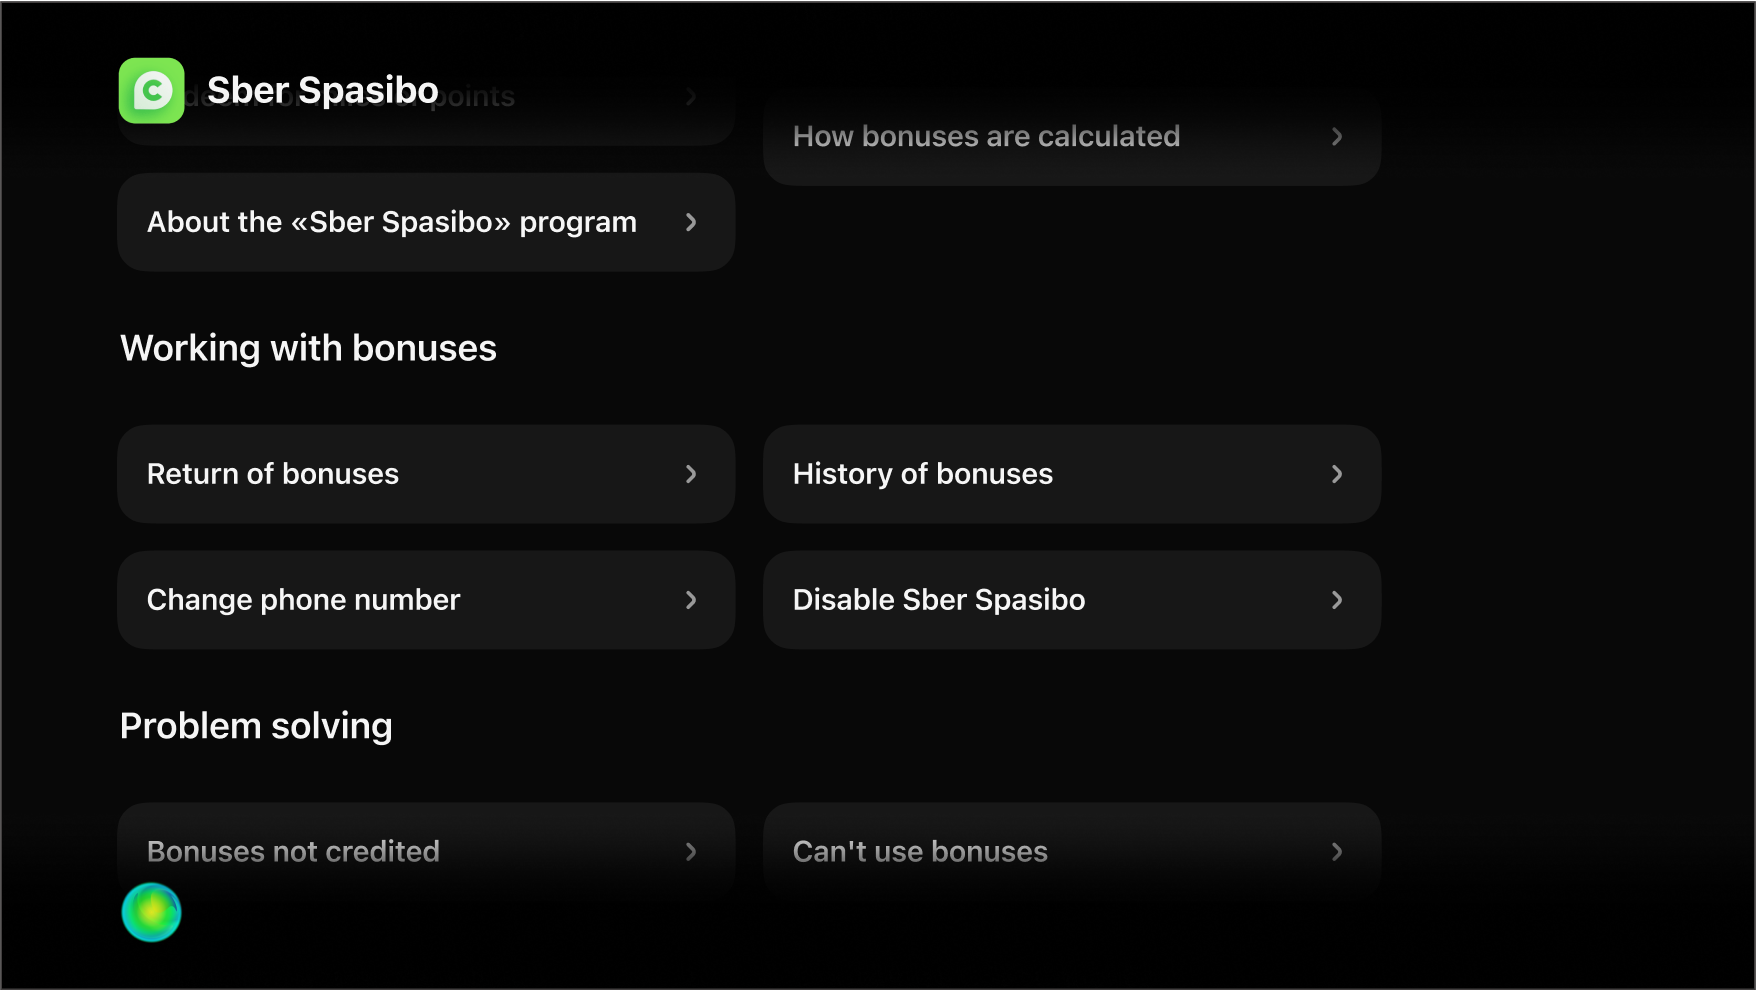 Sber Spasibo
points
How bonuses are calculated
About the «Sber Spasibo» program
Working with bonuses
Return of bonuses
History of bonuses
Change phone number
Disable Sber Spasibo
Problem solving
Bonuses not credited
Can't use bonuses